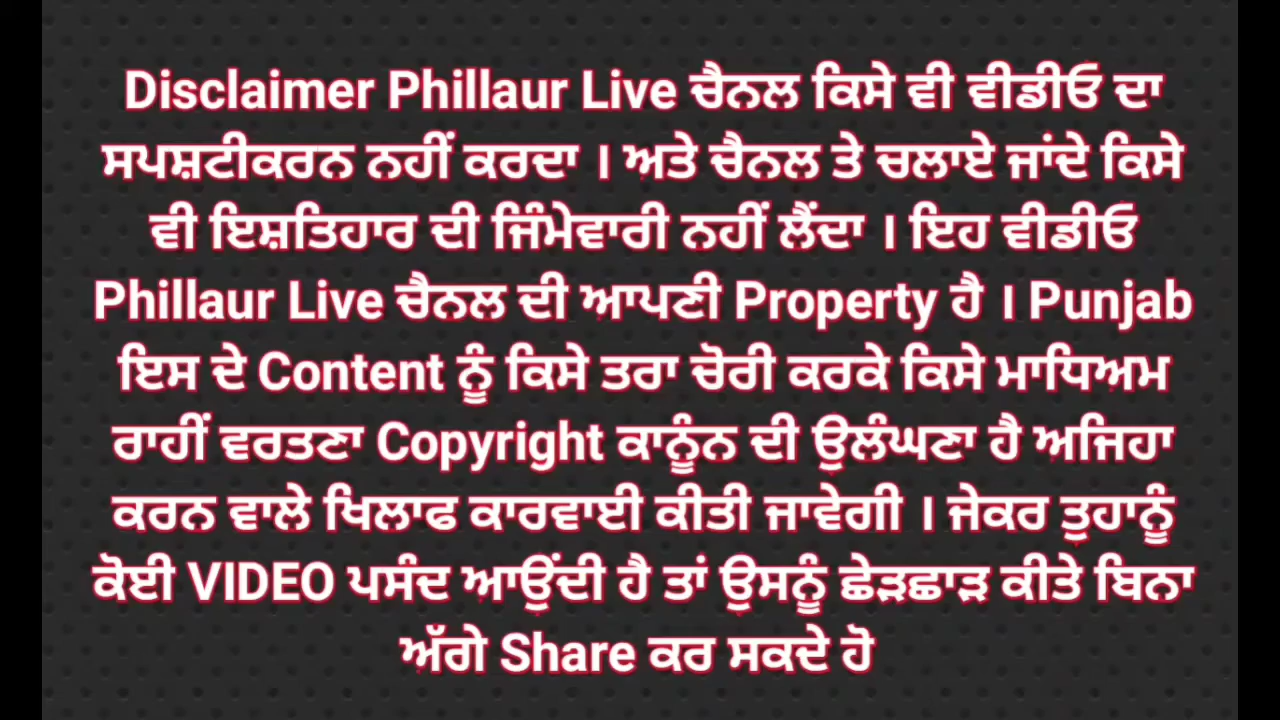 Disclaimer Phillaur Live ਚੈਨਲ ਕਿਸੇ ਵੀ ਵੀਡੀਓ ਦਾ
ਸਪਸ਼ਟੀਕਰਨ ਨਹੀਂ ਕਰਦਾ । ਅਤੇ ਚੈਨਲ ਤੇ ਚਲਾਏ ਜਾਂਦੇ ਕਿਸੇ
ਵੀ ਇਸ਼ਤਿਹਾਰ ਦੀ ਜਿੰਮੇਵਾਰੀ ਨਹੀਂ ਲੈਂਦਾ । ਇਹ ਵੀਡੀਓ
Phillaur Live ਚੈਨਲ ਦੀ ਆਪਣੀ Property ਹੈ । Punjab
ਇਸ ਦੇ Content ਨੂੰ ਕਿਸੇ ਤਰਾ ਚੋਰੀ ਕਰਕੇ ਕਿਸੇ ਮਾਧਿਅਮ
ਰਾਹੀਂ ਵਰਤਣਾ Copyright ਕਾਨੂੰਨ ਦੀ ਉਲੰਘਣਾ ਹੈ ਅਜਿਹਾ
ਕਰਨ ਵਾਲੇ ਖਿਲਾਫ ਕਾਰਵਾਈ ਕੀਤੀ ਜਾਵੇਗੀ । ਜੇਕਰ ਤੁਹਾਨੂੰ
ਕੋਈ VIDEO ਪਸੰਦ ਆਉਂਦੀ ਹੈ ਤਾਂ ਉਸਨੂੰ ਛੇੜਛਾੜ ਕੀਤੇ ਬਿਨਾ
ਅੱਗੇ Share ਕਰ ਸਕਦੇ ਹੋ